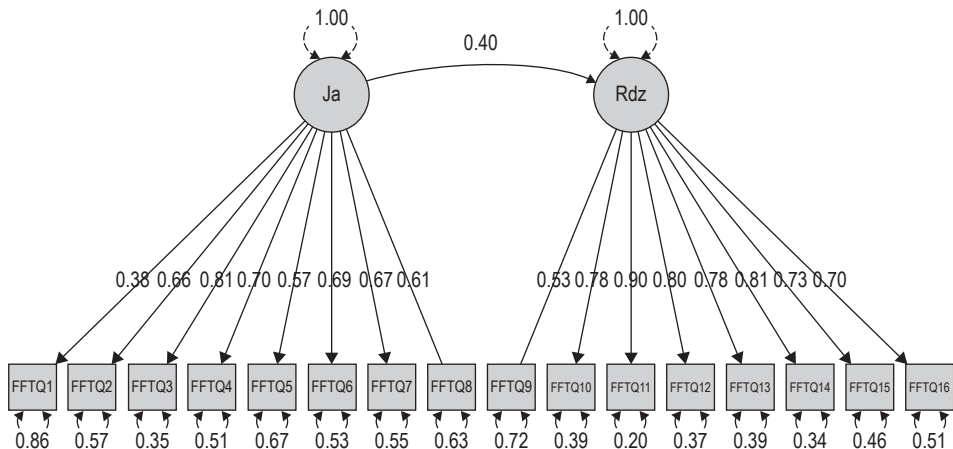 1.00 1.00
0.40
Ja Rdz
0.38 0.66 0.81 0.70 0.57 0.69 0.67 0.61 0.53 0.78 0.90 0.80 0.78 0.81 0.73 0.70
FFTQ1 FFTQ2 FFTQ3 FFTQ4 FFTQ5 FFTQ6 FFTQ7 FFTQ8 FFTQ9 FFTQ10 FFTQ11 FFTQ12 FFTQ13 FFTQ14 FFTQ15 FFTQ16
0.86 0.57 0.35 0.51 0.67 0.53 0.55 0.63 0.72 0.39 0.20 0.37 0.39 0.34 0.46 0.51